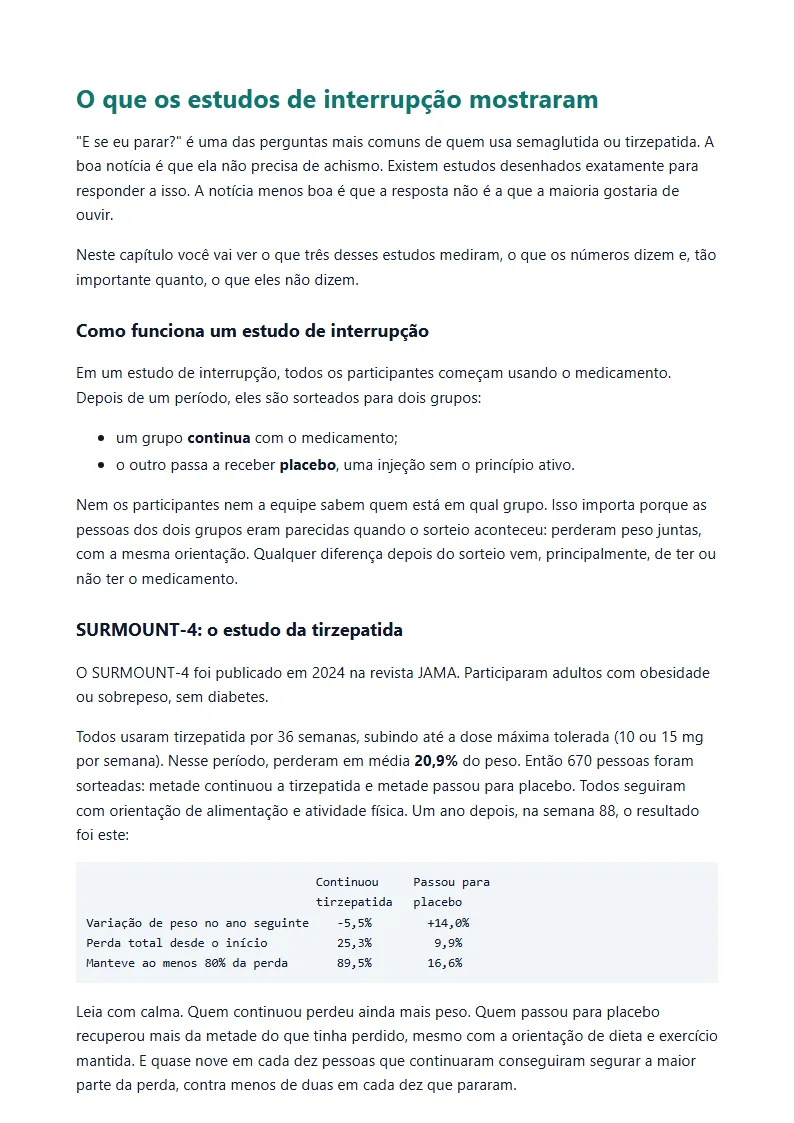 O que os estudos de interrupção mostraram
"E se eu parar?" é uma das perguntas mais comuns de quem usa semaglutida ou tirzepatida. A
boa notícia é que ela não precisa de achismo. Existem estudos desenhados exatamente para
responder a isso. A notícia menos boa é que a resposta não é a que a maioria gostaria de
ouvir.
Neste capítulo você vai ver o que três desses estudos mediram, o que os números dizem e, tão
importante quanto, o que eles não dizem.
Como funciona um estudo de interrupção
Em um estudo de interrupção, todos os participantes começam usando o medicamento.
Depois de um período, eles são sorteados para dois grupos:
• um grupo continua com o medicamento;
• o outro passa a receber placebo, uma injeção sem o princípio ativo.
Nem os participantes nem a equipe sabem quem está em qual grupo. Isso importa porque as
pessoas dos dois grupos eram parecidas quando o sorteio aconteceu: perderam peso juntas,
com a mesma orientação. Qualquer diferença depois do sorteio vem, principalmente, de ter ou
não ter o medicamento.
SURMOUNT-4: o estudo da tirzepatida
O SURMOUNT-4 foi publicado em 2024 na revista JAMA. Participaram adultos com obesidade
ou sobrepeso, sem diabetes.
Todos usaram tirzepatida por 36 semanas, subindo até a dose máxima tolerada (10 ou 15 mg
por semana). Nesse período, perderam em média 20,9% do peso. Então 670 pessoas foram
sorteadas: metade continuou a tirzepatida e metade passou para placebo. Todos seguiram
com orientação de alimentação e atividade física. Um ano depois, na semana 88, o resultado
foi este:
Continuou Passou para
tirzepatida placebo
Variação de peso no ano seguinte -5,5% +14,0%
Perda total desde o início 25,3% 9,9%
Manteve ao menos 80% da perda 89,5% 16,6%
Leia com calma. Quem continuou perdeu ainda mais peso. Quem passou para placebo
recuperou mais da metade do que tinha perdido, mesmo com a orientação de dieta e exercício
mantida. E quase nove em cada dez pessoas que continuaram conseguiram segurar a maior
parte da perda, contra menos de duas em cada dez que pararam.